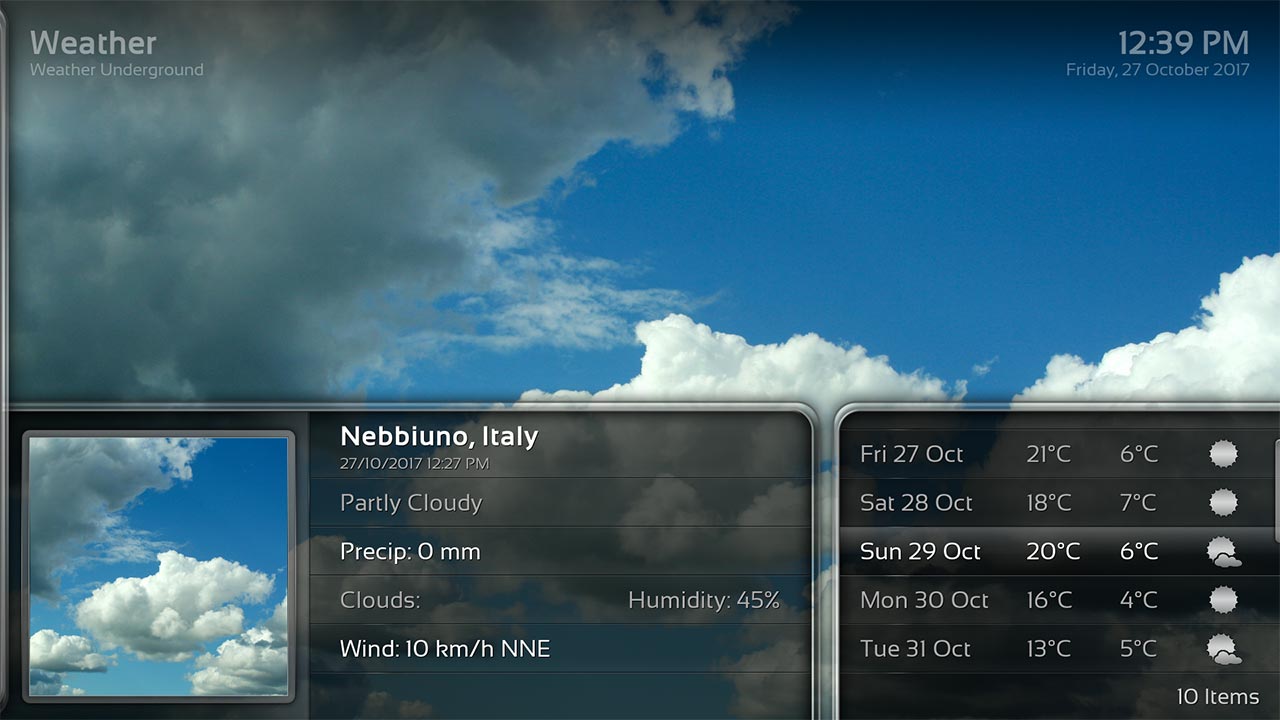 Weather
Weather Underground
12:39 PM
Friday, 27 October 2017
Nebbiuno, Italy
27/10/2017 12:27 PM
Partly Cloudy
Precip: 0 mm
Clouds: Humidity: 45%
Wind: 10 km/h NNE
Fri 27 Oct 21°C 6°C
Sat 28 Oct 18°C 7°C
Sun 29 Oct 20°C 6°C
Mon 30 Oct 16°C 4°C
Tue 31 Oct 13°C 5°C
10 Items